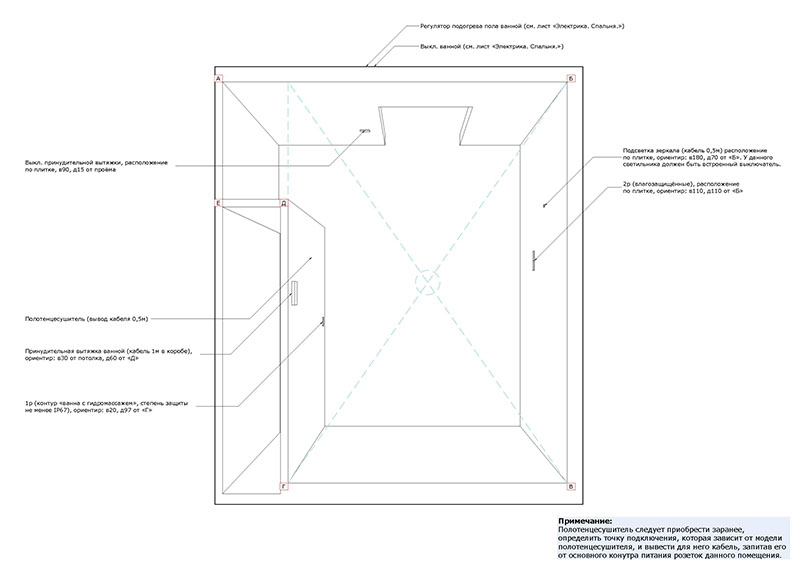 Регулятор подогрева пола ванной (см. лист «Электрика. Спальня.»)
Выкл. ванной (см. лист «Электрика. Спальня.»)
А
Б
Выкл. принудительной вытяжки, расположение
по плитке, в90, д15 от проёма
Подсветка зеркала (кабель 0,5м) расположение
по плитке, ориентир: в180, д70 от «Б». У данного
светильника должен быть встроенный выключатель.
2р (влагозащищённые), расположение
по плитке, ориентир: в110, д110 от «Б»
Е
Д
Полотенцесушитель (вывод кабеля 0,5м)
Принудительная вытяжка ванной (кабель 1м в коробе),
ориентир: в30 от потолка, д60 от «Д»
1р (контур «ванна с гидромассажем», степень защиты
не менее IP67), ориентир: в20, д97 от «Г»
Г
В
Примечание:
Полотенцесушитель следует приобрести заранее,
определить точку подключения, которая зависит от модели
полотенцесушителя, и вывести для него кабель, запитав его
от основного конутра питания розеток данного помещения.